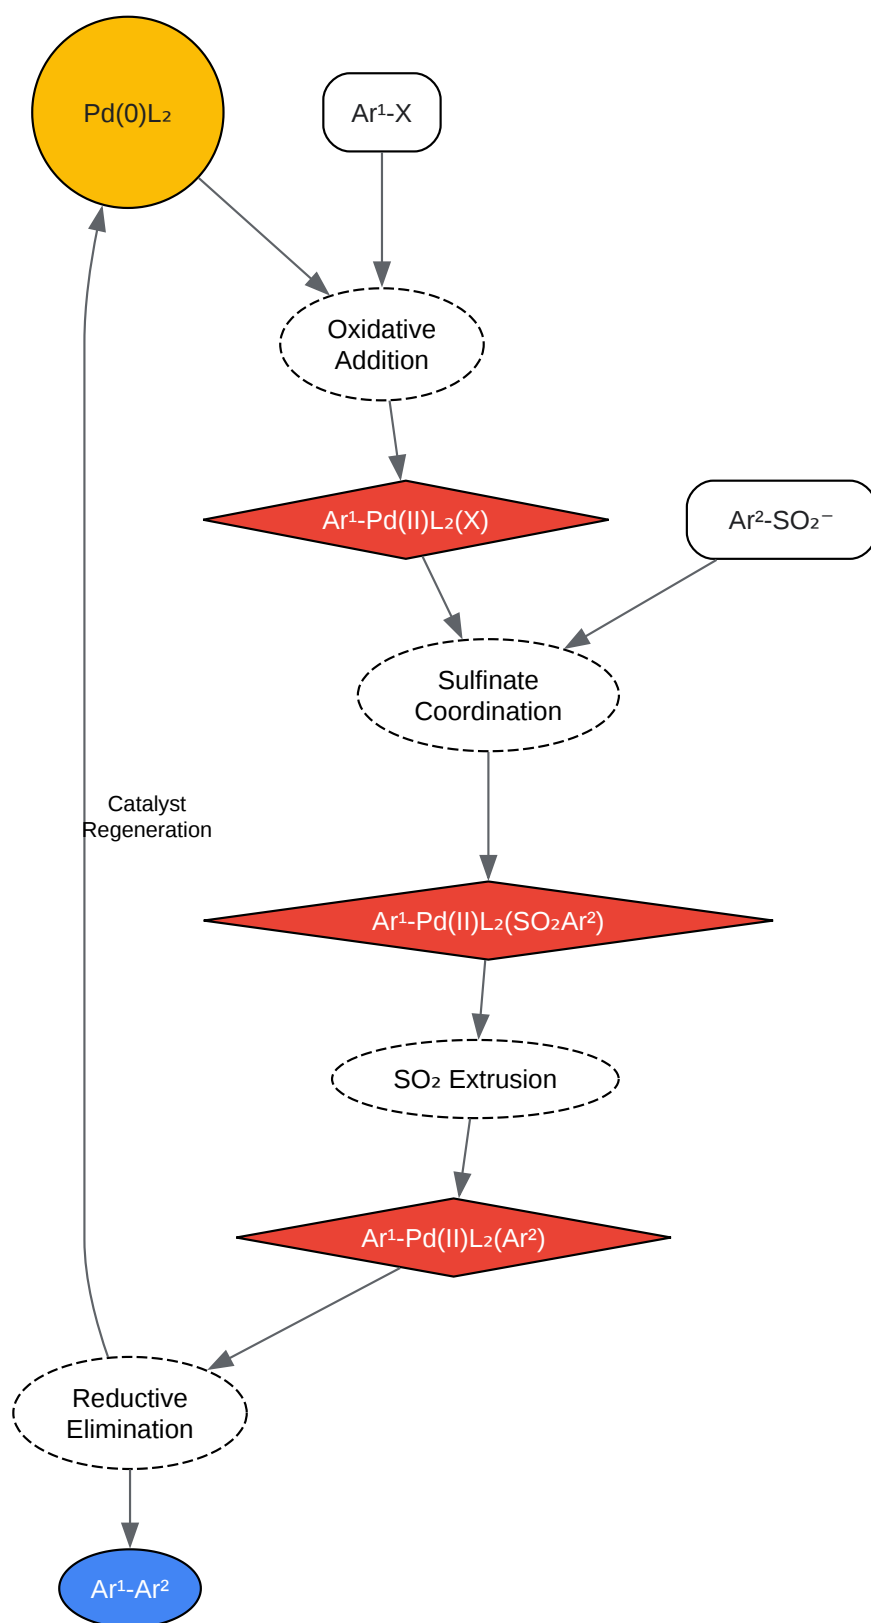 Pd(0)L₂
Ar¹-X
Oxidative
Addition
Ar¹-Pd(II)L₂(X)
Ar²-SO₂⁻
Sulfinate
Coordination
Catalyst
Regeneration
Ar¹-Pd(II)L₂(SO₂Ar²)
SO₂ Extrusion
Ar¹-Pd(II)L₂(Ar²)
Reductive
Elimination
Ar¹-Ar²